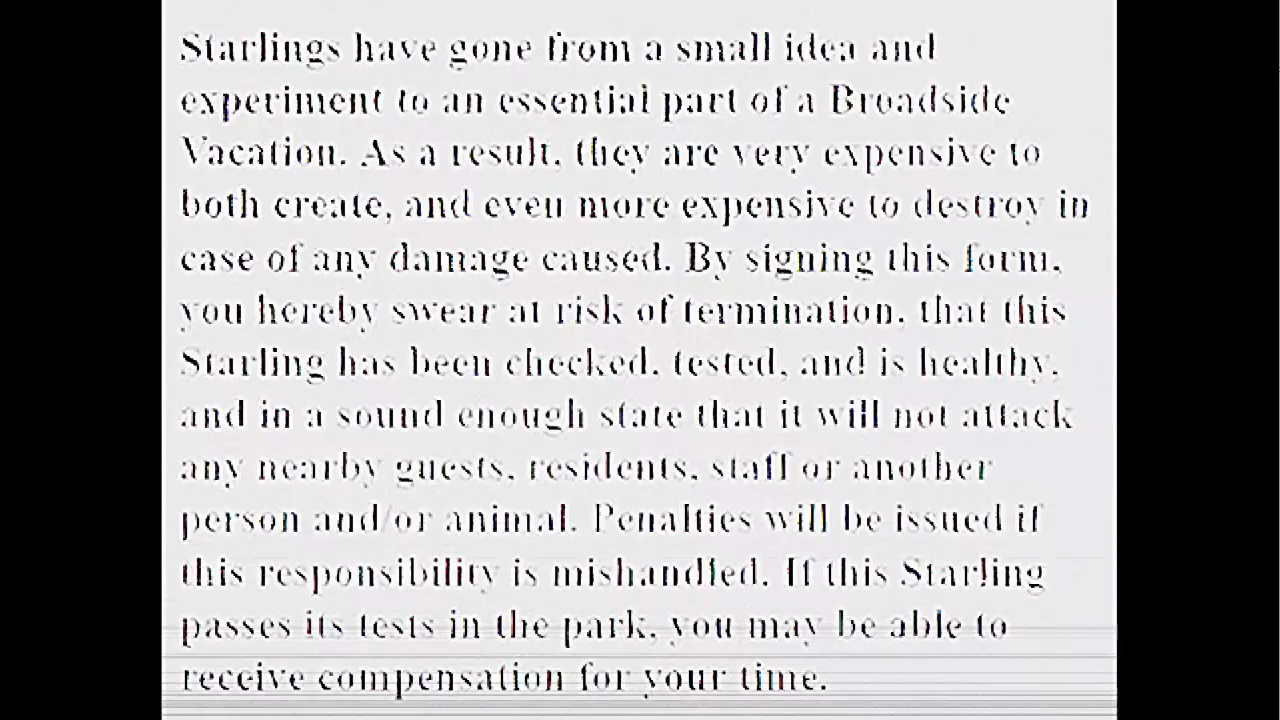 Starlings have gone from a small idea and
experiment to an essential part of a Broadside
Vacation. As a result, they are very expensive to
both create, and even more expensive to destroy in
case of any damage caused. By signing this form,
you hereby swear at risk of termination, that this
Starling has been checked, tested, and is healthy,
and in a sound enough state that it will not attack
any nearby guests, residents, staff or another
person and/or animal. Penalties will be issued if
this responsibility is mishandled. If this Starling
passes its tests in the park, you may be able to
receive compensation for your time.